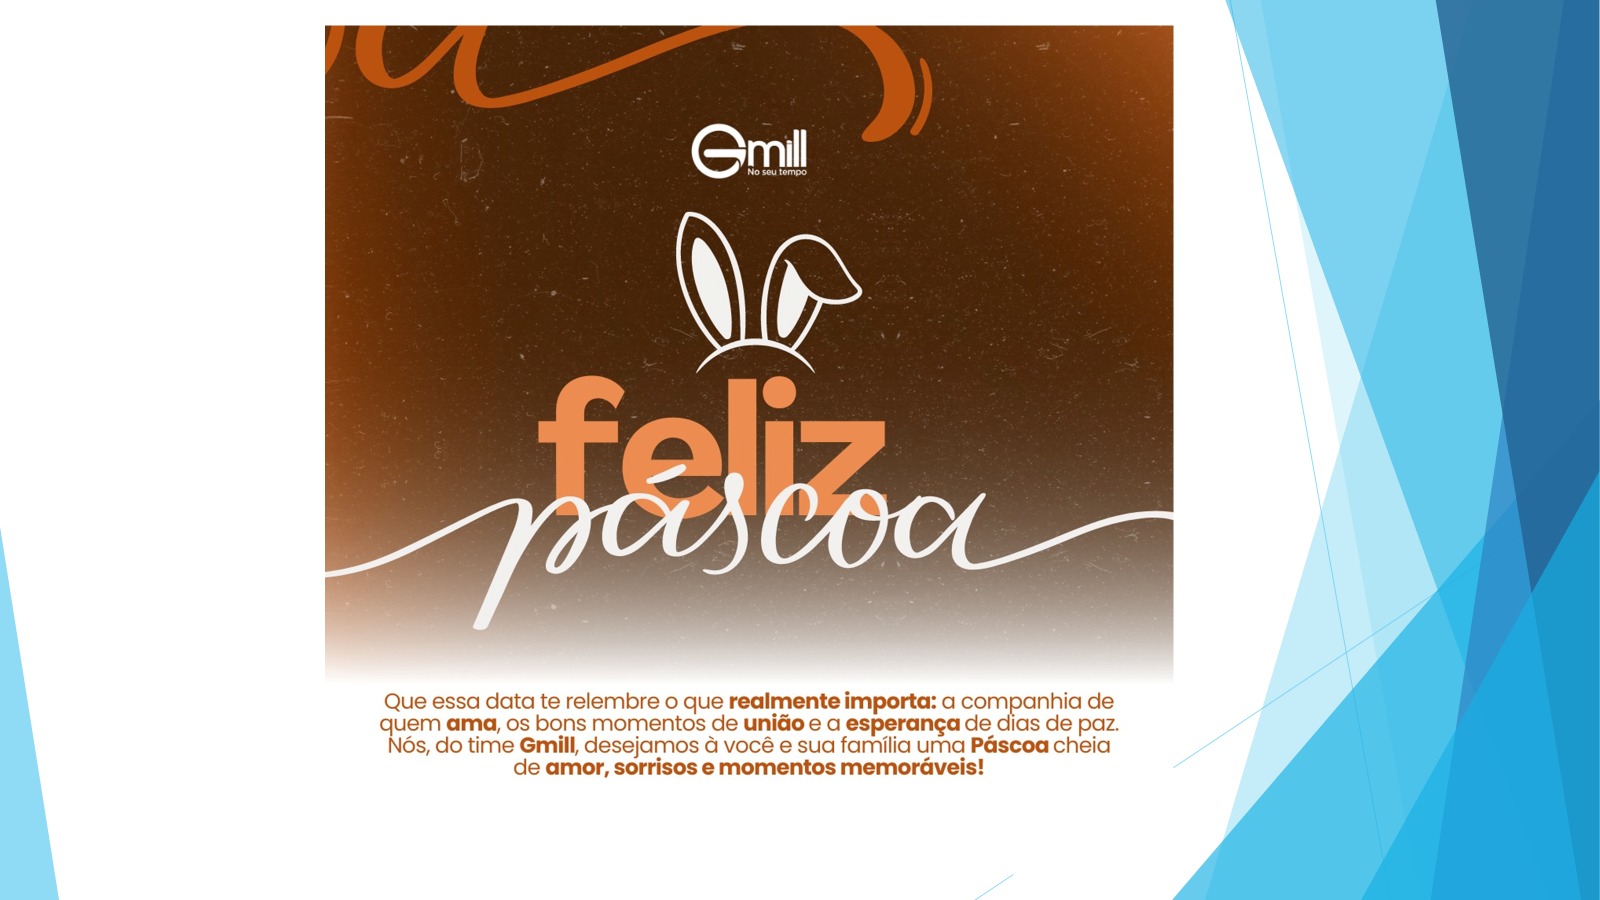 Gmill
No seu tempo
feliz
páscoa
Que essa data te relembre o que realmente importa: a companhia de
quem ama, os bons momentos de união e a esperança de dias de paz.
Nós, do time Gmill, desejamos à você e sua família uma Páscoa cheia
de amor, sorrisos e momentos memoráveis!